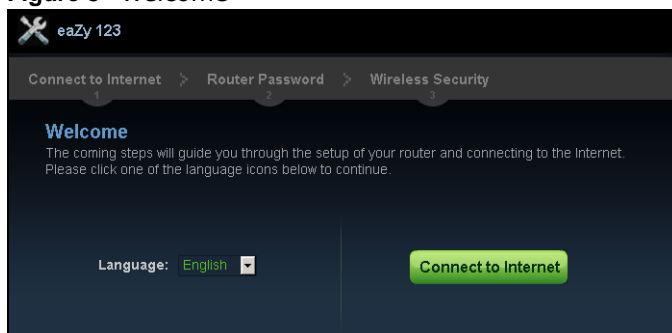 Figure 3 Welcome
eaZy 123
Connect to Internet > Router Password > Wireless Security
1 2 3
Welcome
The coming steps will guide you through the setup of your router and connecting to the Internet.
Please click one of the language icons below to continue.
Language: English
Connect to Internet